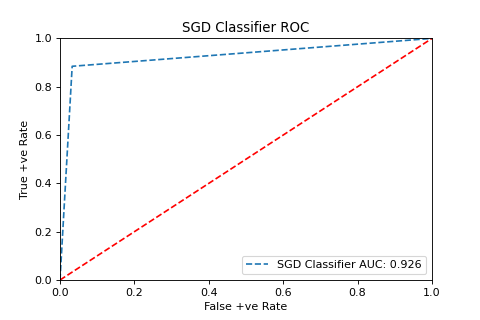 SGD Classifier ROC
1.0
0.8
0.6
0.4
0.2
0.0
True +ve Rate
SGD Classifier AUC: 0.926
0.0 0.2 0.4 0.6 0.8 1.0
False +ve Rate